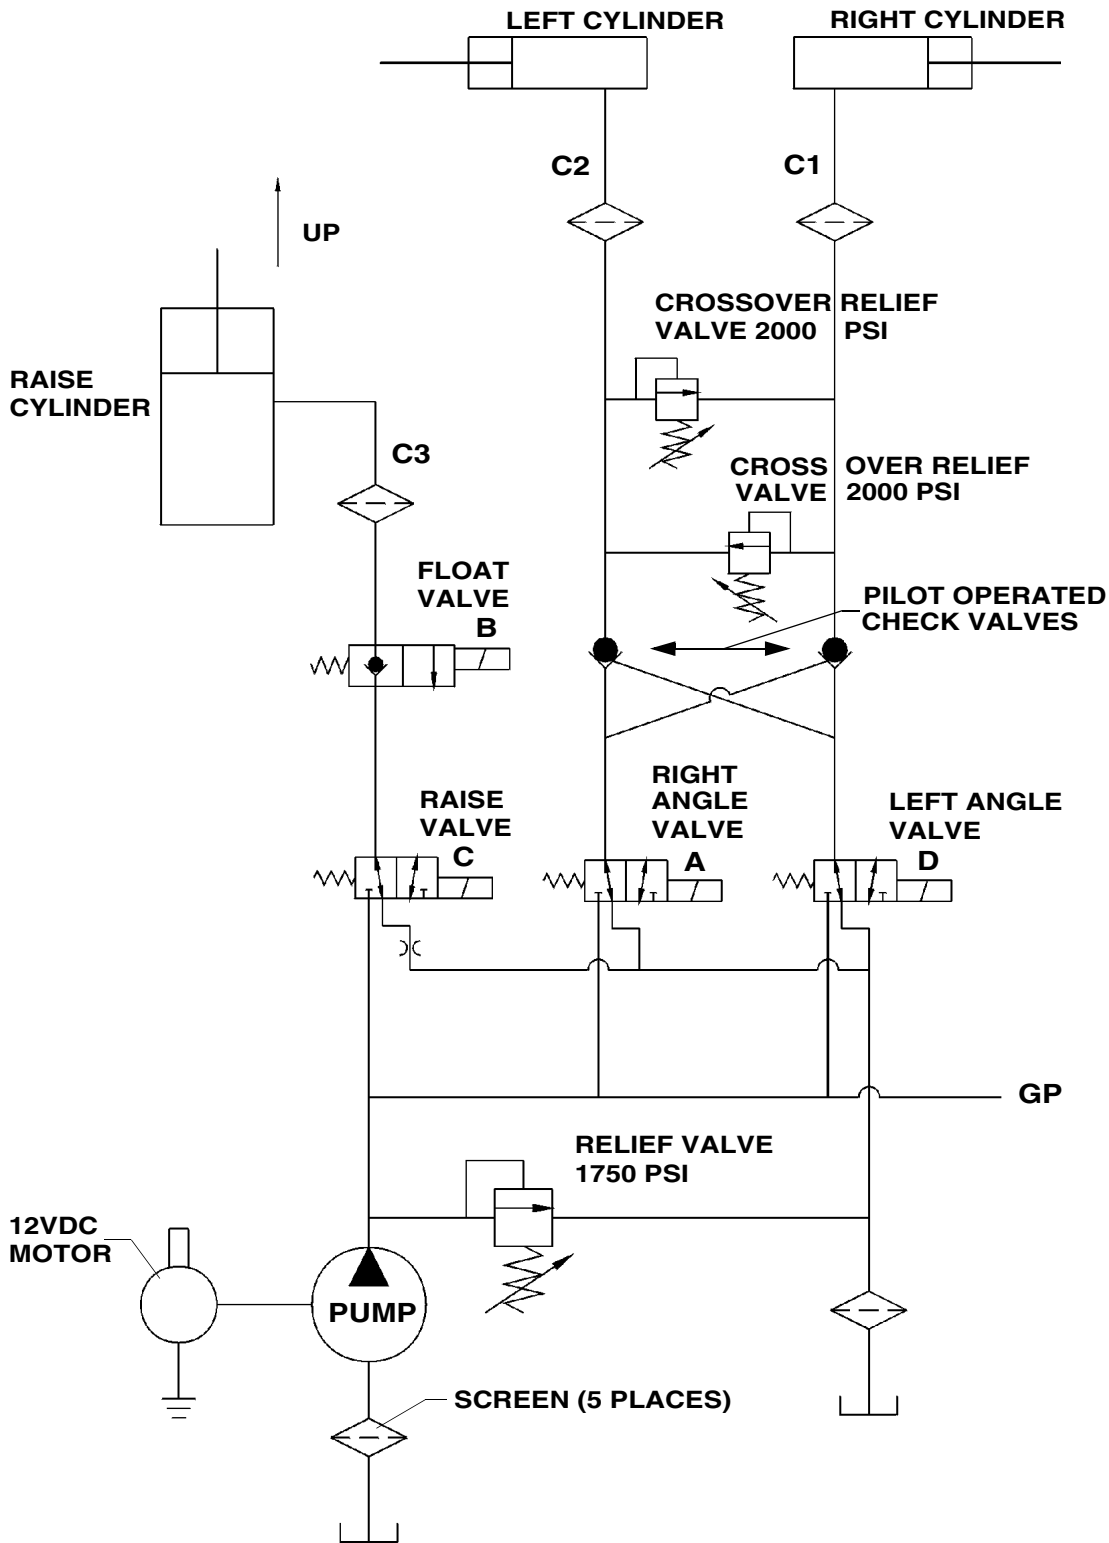 LEFT CYLINDER
RIGHT CYLINDER
C2
C1
UP
CROSSOVER RELIEF
VALVE 2000 PSI
RAISE
CYLINDER
C3
CROSS OVER RELIEF
VALVE 2000 PSI
FLOAT
VALVE
B
PILOT OPERATED
CHECK VALVES
RAISE
VALVE
C
RIGHT
ANGLE
VALVE
A
LEFT ANGLE
VALVE
D
GP
RELIEF VALVE
1750 PSI
12VDC
MOTOR
PUMP
SCREEN (5 PLACES)